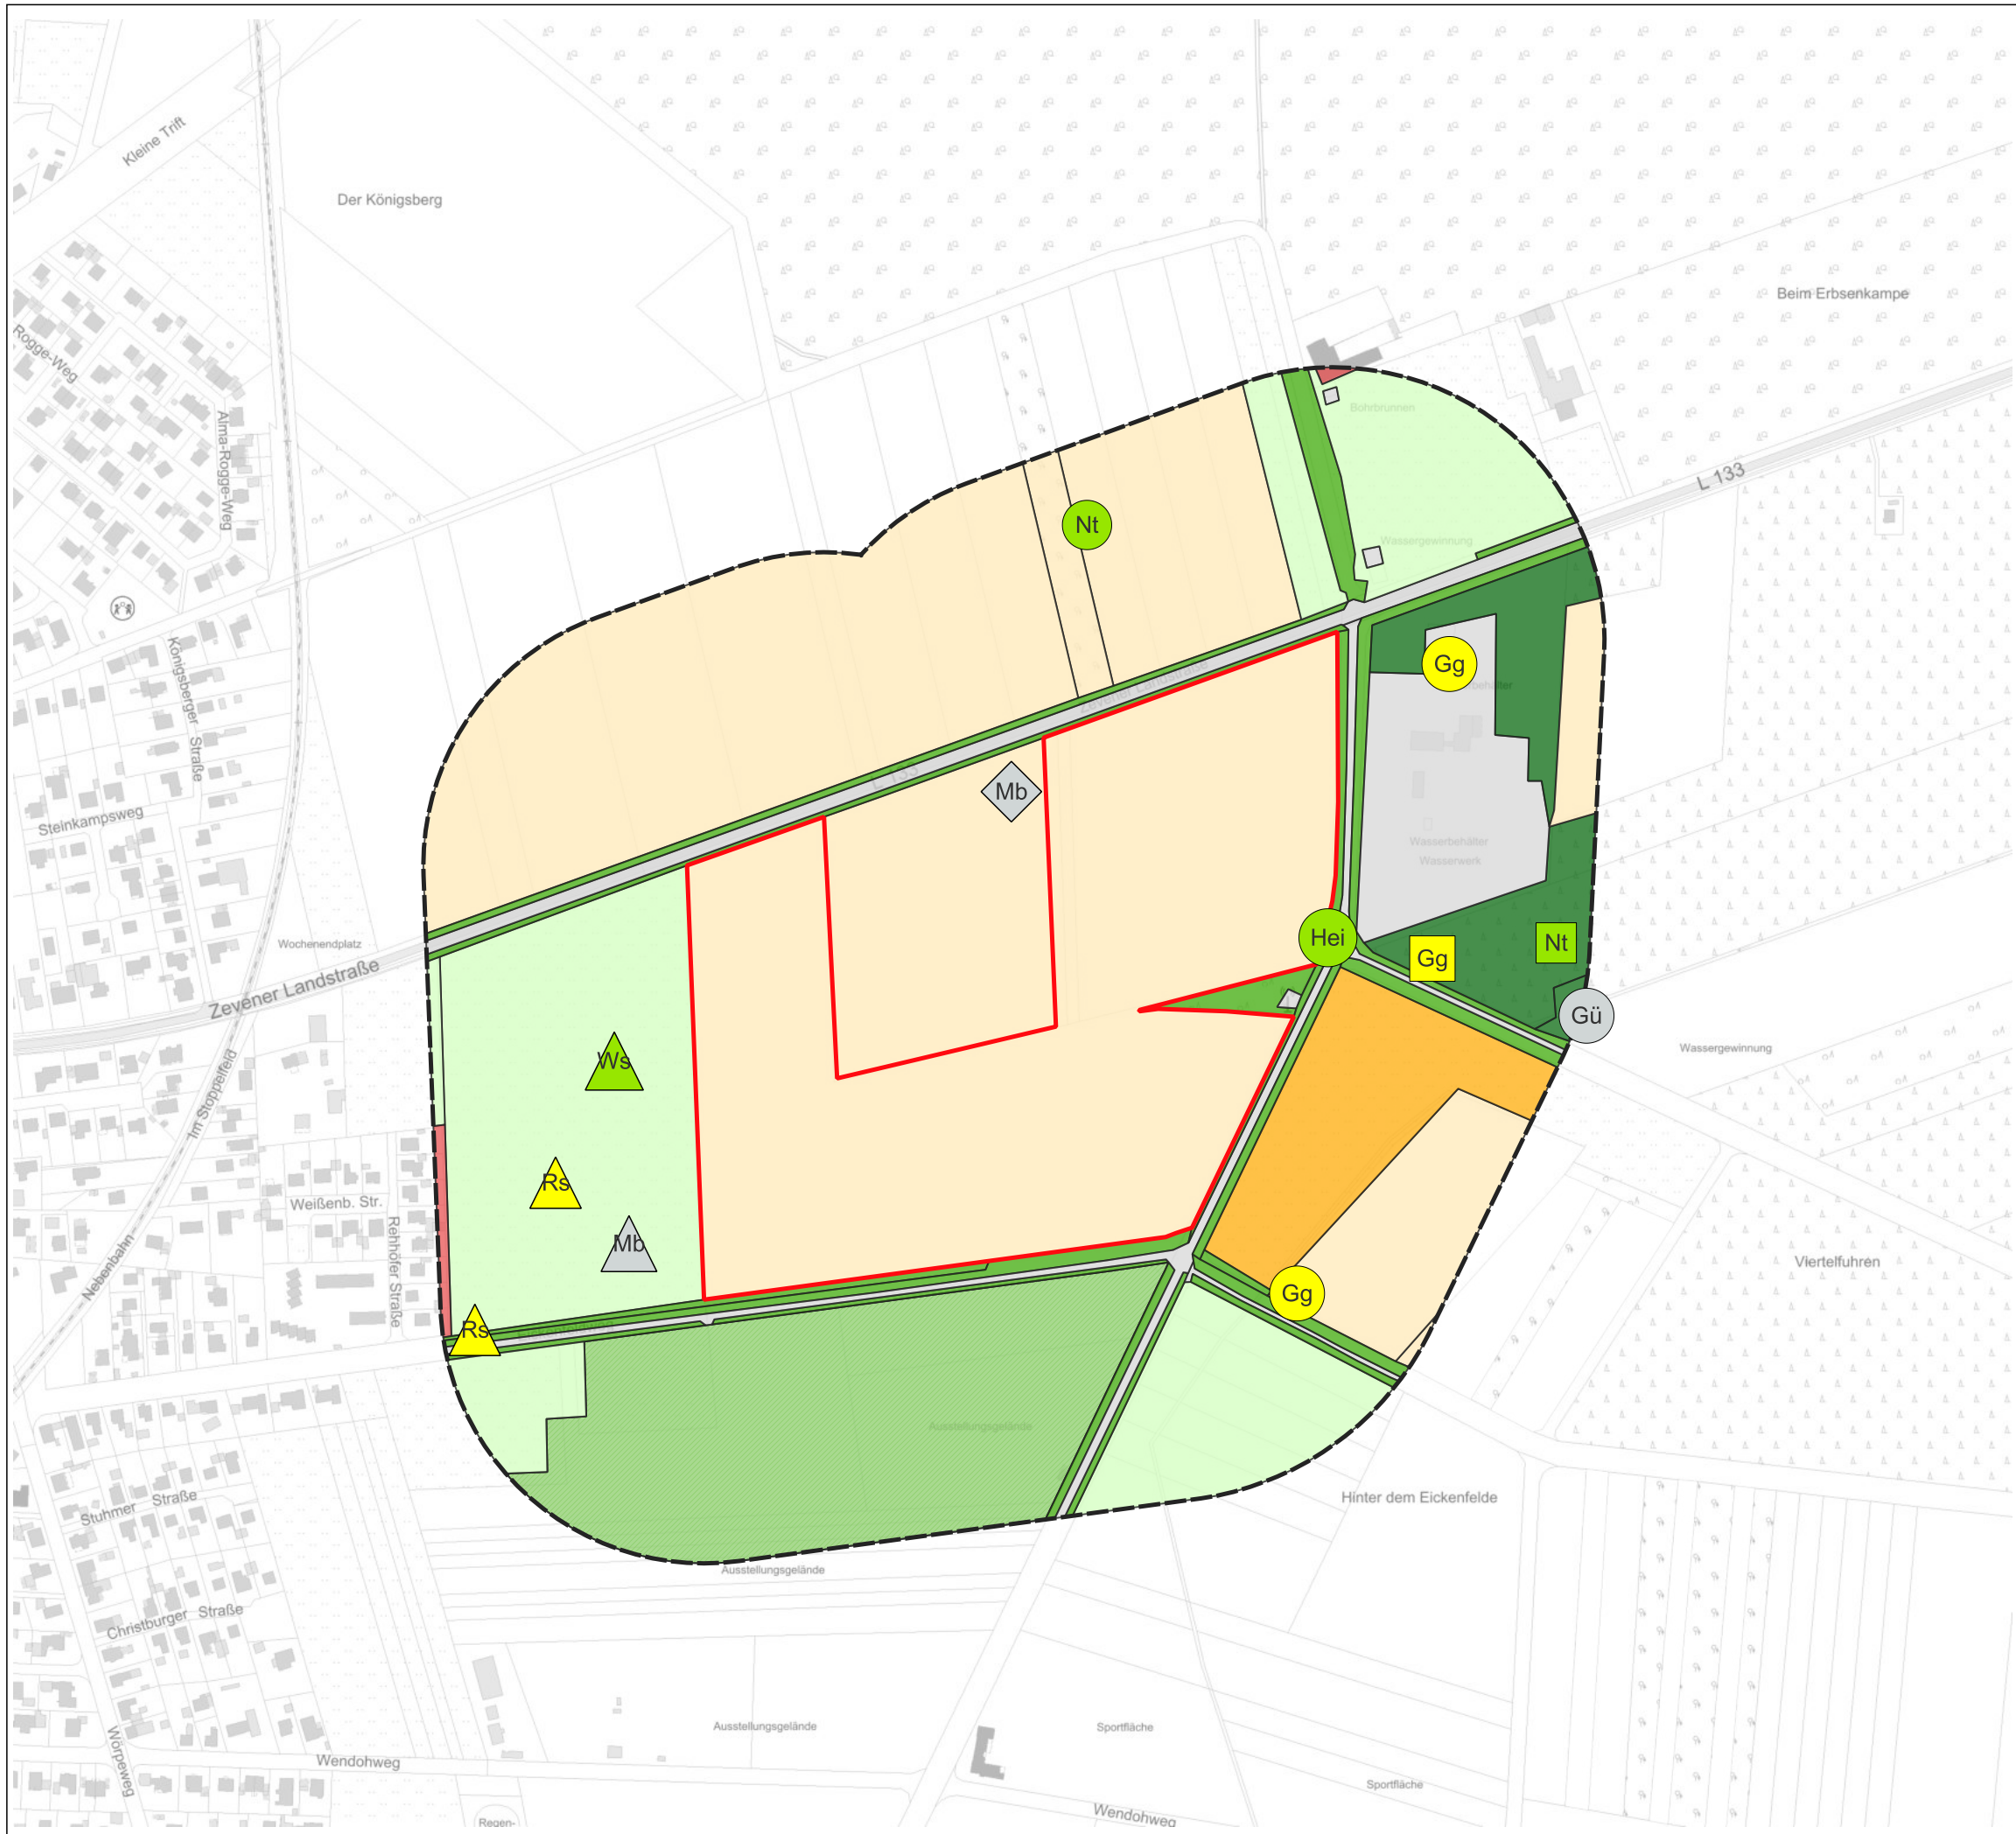 Kleine Trift
Der Königsberg
Beim Erbsenkampe
Rogge-Weg
Alma-Rogge-Weg
Bohrbrunnen
L 133
Nt
Wassergewinnung
Königsberger Straße
Gg
Zevener Landstraße
L 133
Mb
Steinkampsweg
Wasserbehälter
Wasserwerk
Wochenendplatz
Hei
Gg
Nt
Zevener Landstraße
Gü
Wassergewinnung
Im Stoppelfeld
Ws
Rs
Weißenb. Str.
Rehhofer Straße
Mb
Nebenbahn
Viertelfuhren
Gg
Rs
Ausstellungsgelände
Hinter dem Eickenfelde
Stuhmer Straße
Ausstellungsgelände
Christburger Straße
Wörpeweg
Ausstellungsgelände
Sportfläche
Wendohweg
Sportfläche
Wendohweg
Regen-